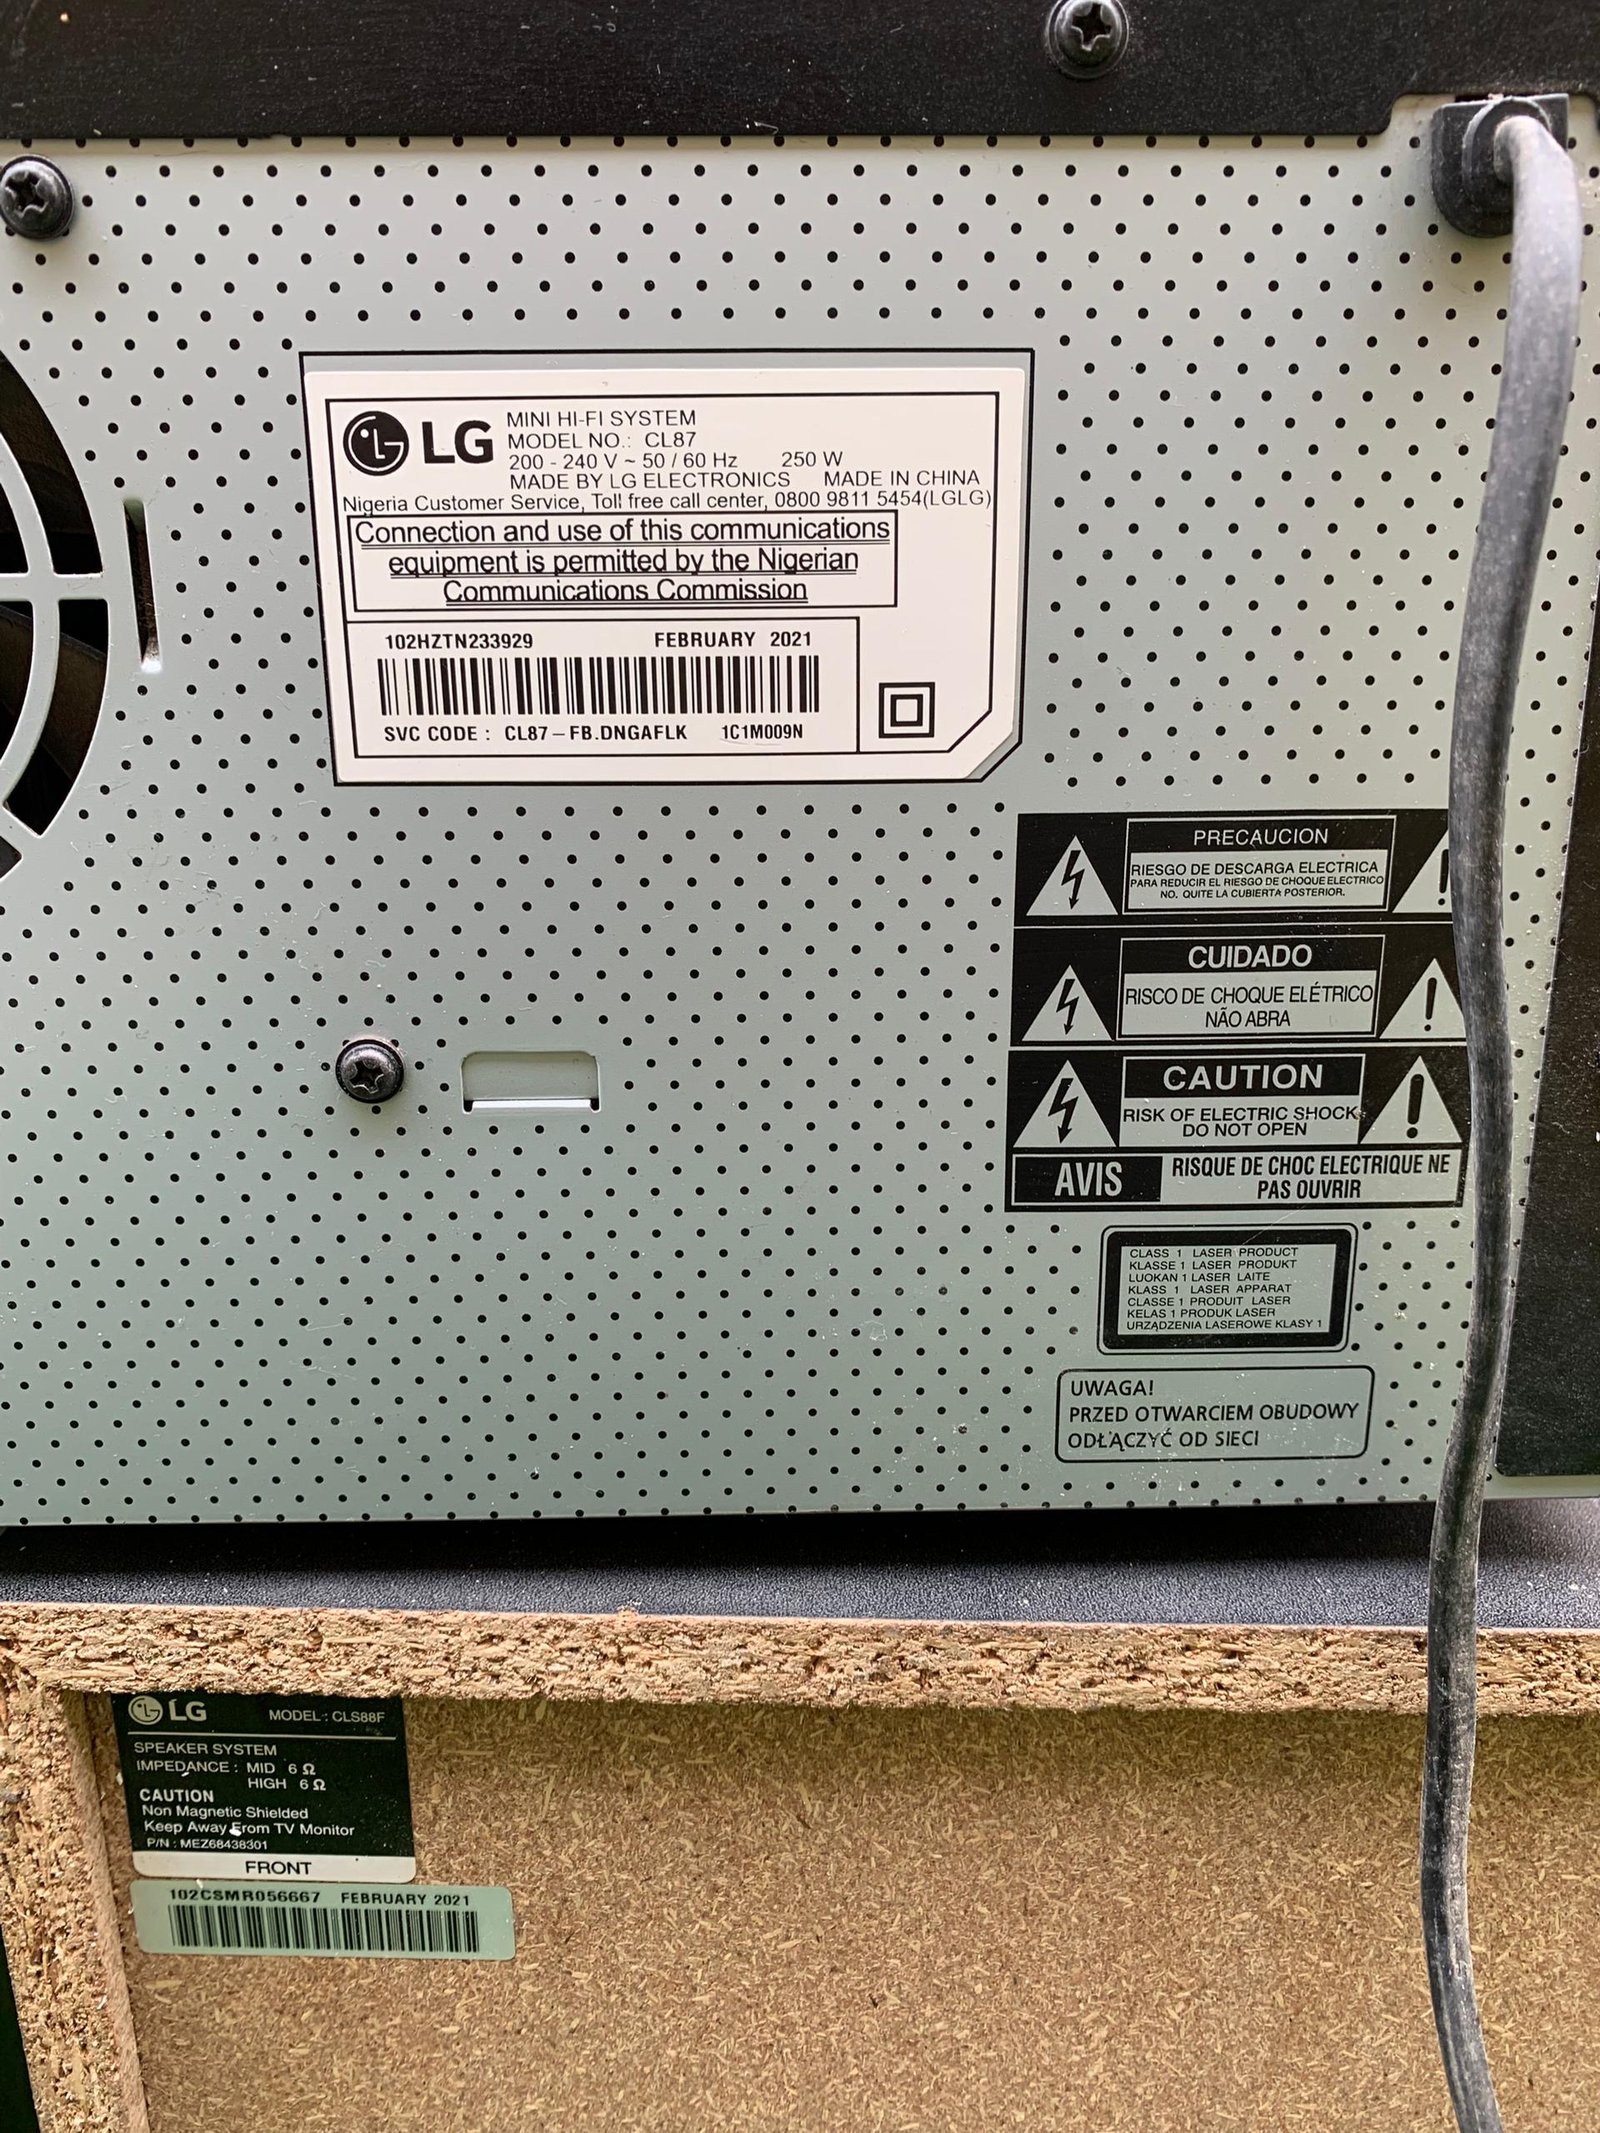 LG
MINI HI-FI SYSTEM
MODEL NO.: CL87
200 - 240 V ~ 50 / 60 Hz 250 W
MADE BY LG ELECTRONICS MADE IN CHINA
Nigeria Customer Service, Toll free call center, 0800 9811 5454(LGLG)
Connection and use of this communications
equipment is permitted by the Nigerian
Communications Commission
102HZTN233929 FEBRUARY 2021
SVC CODE : CL87-FB.DNGAFLK 1C1M009N
PRECAUCION
RIESGO DE DESCARGA ELECTRICA
PARA REDUCIR EL RIESGO DE CHOQUE ELECTRICO
NO. QUITE LA CUBIERTA POSTERIOR.
CUIDADO
RISCO DE CHOQUE ELÉTRICO
NÃO ABRA
CAUTION
RISK OF ELECTRIC SHOCK
DO NOT OPEN
AVIS
RISQUE DE CHOC ELECTRIQUE NE
PAS OUVRIR
CLASS 1 LASER PRODUCT
KLASSE 1 LASER PRODUKT
LUOKAN 1 LASER LAITE
KLASS 1 LASER APPARAT
CLASSE 1 PRODUIT LASER
KELAS 1 PRODUK LASER
URZĄDZENIA LASEROWE KLASY 1
UWAGA!
PRZED OTWARCIEM OBUDOWY
ODŁĄCZYĆ OD SIECI
LG MODEL : CLS88F
SPEAKER SYSTEM
IMPEDANCE : MID 6 Ω
HIGH 6 Ω
CAUTION
Non Magnetic Shielded
Keep Away From TV Monitor
P/N : MEZ68438301
FRONT
102CSMR056667 FEBRUARY 2021